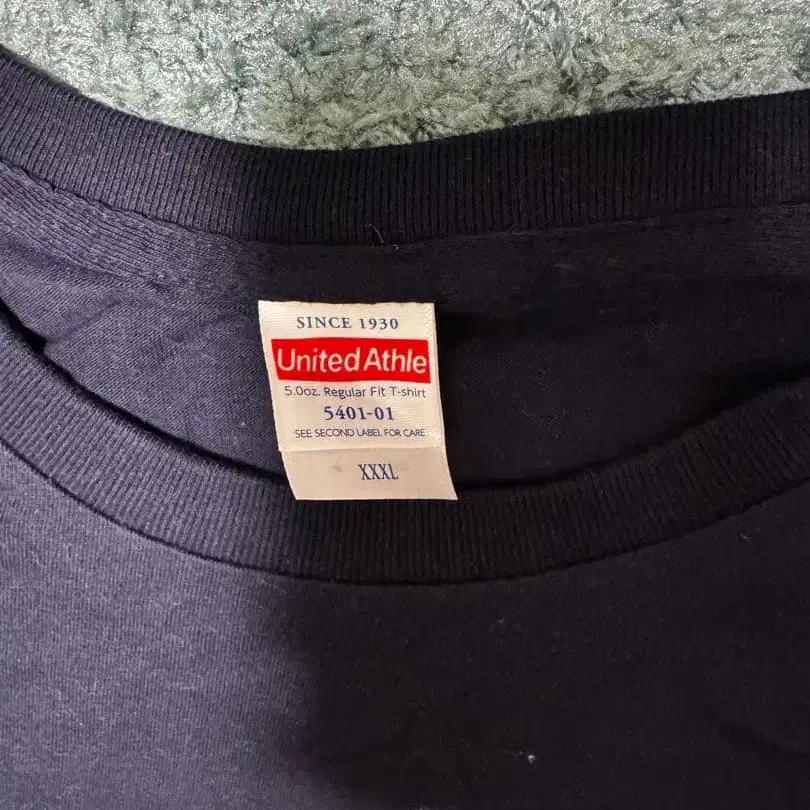 SINCE 1930
United Athle
5.0oz. Regular Fit T-shirt
5401-01
SEE SECOND LABEL FOR CARE
XXXL